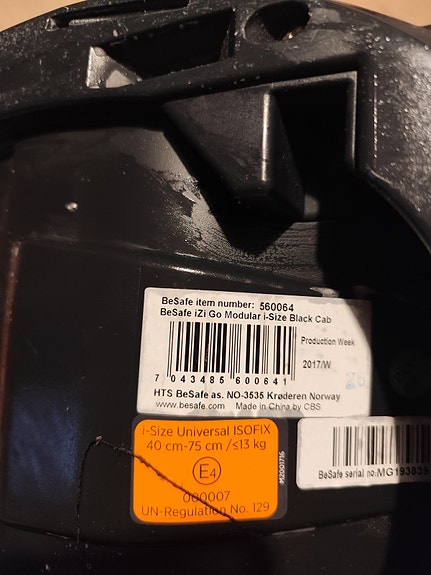 BeSafe item number: 560064
BeSafe iZi Go Modular i-Size Black Cab
Production Week
2017/W
7 043485 600641
HTS BeSafe as. NO-3535 Krøderen Norway
www.besafe.com Made in China by CBS
i-Size Universal ISOFIX
40 cm-75 cm /≤13 kg
E4
000007
UN-Regulation No. 129
MZ001716
BeSafe serial no:MG193839